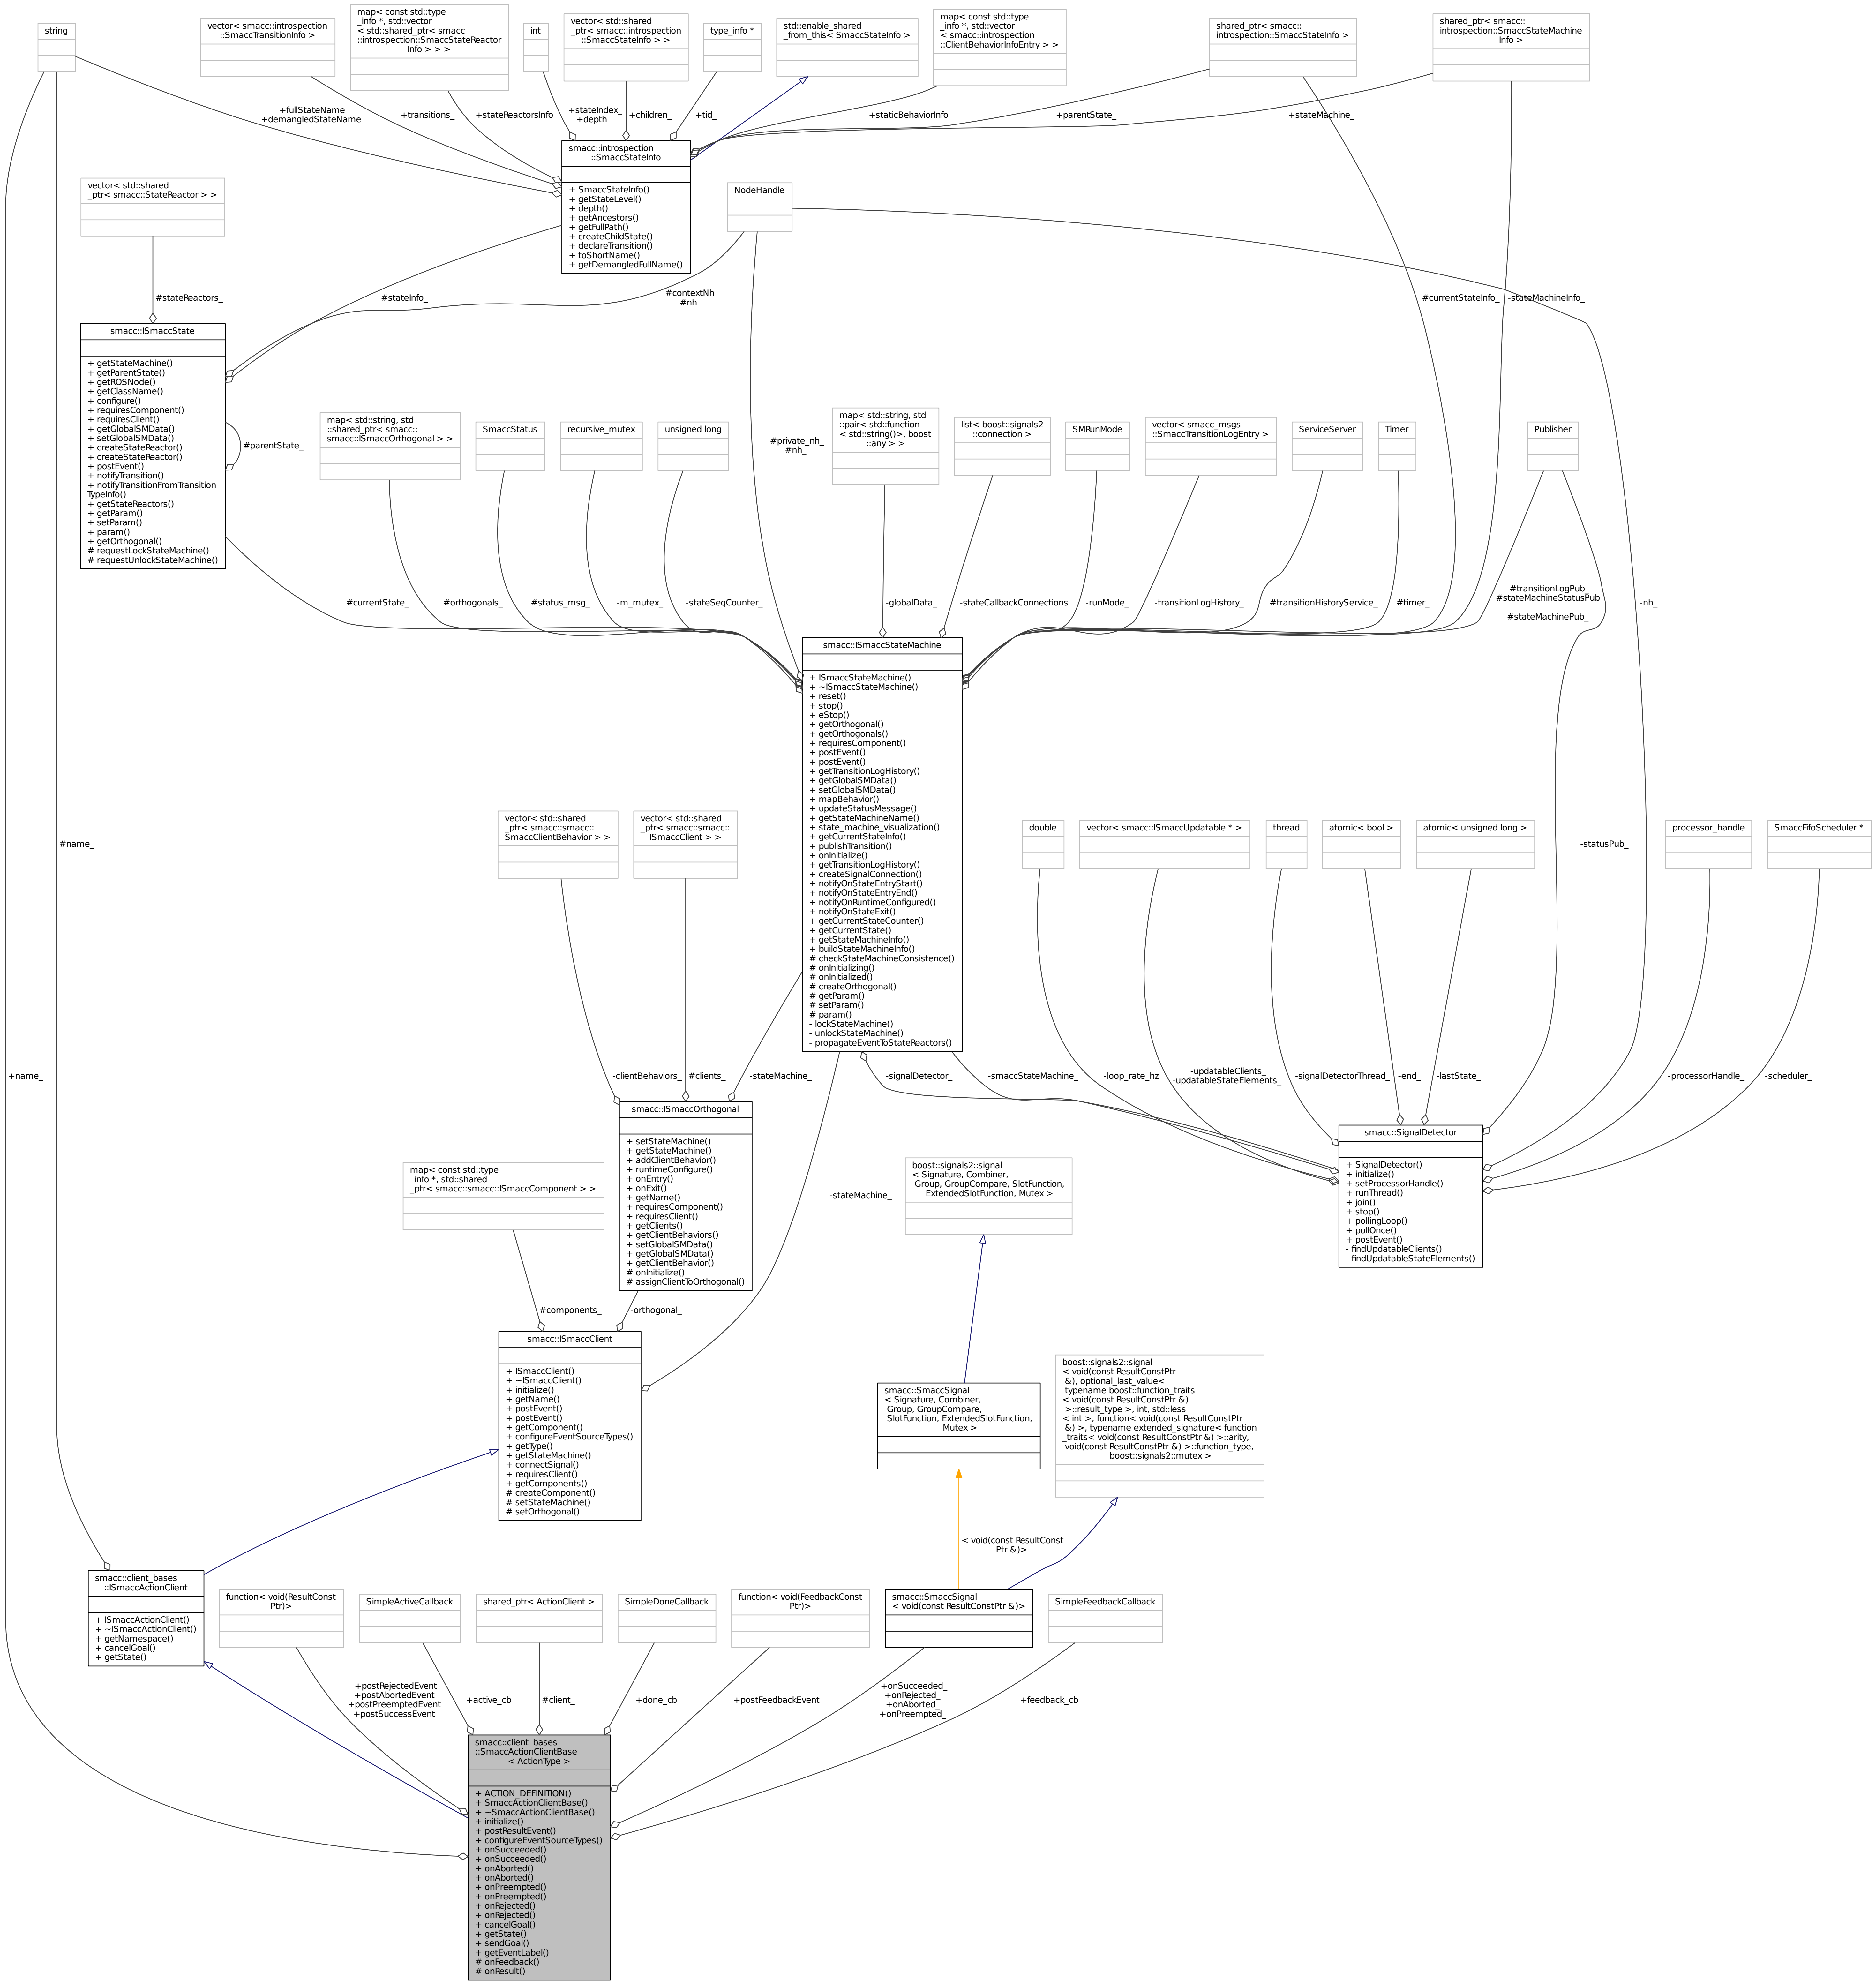 string
vector< smacc::introspection
::SmaccTransitionInfo >
map< const std::type
_info *, std::vector
< std::shared_ptr< smacc
::introspection::SmaccStateReactor
Info > > >
int
vector< std::shared
_ptr< smacc::introspection
::SmaccStateInfo > >
type_info *
std::enable_shared
_from_this< SmaccStateInfo >
map< const std::type
_info *, std::vector
< smacc::introspection
::ClientBehaviorInfoEntry > >
shared_ptr< smacc::
introspection::SmaccStateInfo >
shared_ptr< smacc::
introspection::SmaccStateMachine
Info >
+fullStateName
+demangledStateName
+transitions_
+stateReactorsInfo
+stateIndex_
+depth_
+children_
+tid_
+staticBehaviorInfo
+parentState_
+stateMachine_
smacc::introspection
::SmaccStateInfo
+ SmaccStateInfo()
+ getStateLevel()
+ depth()
+ getAncestors()
+ getFullPath()
+ createChildState()
+ declareTransition()
+ toShortName()
+ getDemangledFullName()
vector< std::shared
_ptr< smacc::StateReactor > >
NodeHandle
#stateReactors_
#stateInfo_
#contextNh
#nh
#currentStateInfo_
-stateMachineInfo_
smacc::ISmaccState
+ getStateMachine()
+ getParentState()
+ getROSNode()
+ getClassName()
+ configure()
+ requiresComponent()
+ requiresClient()
+ getGlobalSMData()
+ setGlobalSMData()
+ createStateReactor()
+ createStateReactor()
+ postEvent()
+ notifyTransition()
+ notifyTransitionFromTransition
TypeInfo()
+ getStateReactors()
+ getParam()
+ setParam()
+ param()
+ getOrthogonal()
# requestLockStateMachine()
# requestUnlockStateMachine()
#parentState_
map< std::string, std
::shared_ptr< smacc::
smacc::ISmaccOrthogonal > >
SmaccStatus
recursive_mutex
unsigned long
#private_nh_
#nh_
map< std::string, std
::pair< std::function
< std::string()>, boost
::any > >
list< boost::signals2
::connection >
SMRunMode
vector< smacc_msgs
::SmaccTransitionLogEntry >
ServiceServer
Timer
Publisher
#currentState_
#orthogonals_
#status_msg_
-m_mutex_
-stateSeqCounter_
-globalData_
-stateCallbackConnections
-runMode_
-transitionLogHistory_
#transitionHistoryService_
#timer_
#transitionLogPub_
#stateMachineStatusPub
_
#stateMachinePub_
-nh_
smacc::ISmaccStateMachine
+ ISmaccStateMachine()
+ ~ISmaccStateMachine()
+ reset()
+ stop()
+ eStop()
+ getOrthogonal()
+ getOrthogonals()
+ requiresComponent()
+ postEvent()
+ postEvent()
+ getTransitionLogHistory()
+ getGlobalSMData()
+ setGlobalSMData()
+ mapBehavior()
+ updateStatusMessage()
+ getStateMachineName()
+ state_machine_visualization()
+ getCurrentStateInfo()
+ publishTransition()
+ onInitialize()
+ getTransitionLogHistory()
+ createSignalConnection()
+ notifyOnStateEntryStart()
+ notifyOnStateEntryEnd()
+ notifyOnRuntimeConfigured()
+ notifyOnStateExit()
+ getCurrentStateCounter()
+ getCurrentState()
+ getStateMachineInfo()
+ buildStateMachineInfo()
# checkStateMachineConsistence()
# onInitializing()
# onInitialized()
# createOrthogonal()
# getParam()
# setParam()
# param()
- lockStateMachine()
- unlockStateMachine()
- propagateEventToStateReactors()
#name_
vector< std::shared
_ptr< smacc::smacc::
SmaccClientBehavior > >
vector< std::shared
_ptr< smacc::smacc::
ISmaccClient > >
double
vector< smacc::ISmaccUpdatable * >
thread
atomic< bool >
atomic< unsigned long >
-statusPub_
processor_handle
SmaccFifoScheduler *
+name_
-clientBehaviors_
#clients_
-stateMachine_
-signalDetector_
-smaccStateMachine_
-loop_rate_hz
-updatableClients_
-updatableStateElements_
-signalDetectorThread_
-end_
-lastState_
-processorHandle_
-scheduler_
smacc::ISmaccOrthogonal
+ setStateMachine()
+ getStateMachine()
+ addClientBehavior()
+ runtimeConfigure()
+ onEntry()
+ onExit()
+ getName()
+ requiresComponent()
+ requiresClient()
+ getClients()
+ getClientBehaviors()
+ setGlobalSMData()
+ getGlobalSMData()
+ getClientBehavior()
# onInitialize()
# assignClientToOrthogonal()
smacc::SignalDetector
+ SignalDetector()
+ initialize()
+ setProcessorHandle()
+ runThread()
+ join()
+ stop()
+ pollingLoop()
+ pollOnce()
+ postEvent()
- findUpdatableClients()
- findUpdatableStateElements()
map< const std::type
_info *, std::shared
_ptr< smacc::smacc::ISmaccComponent > >
-stateMachine_
boost::signals2::signal
< Signature, Combiner,
Group, GroupCompare, SlotFunction,
ExtendedSlotFunction, Mutex >
#components_
-orthogonal_
smacc::ISmaccClient
+ ISmaccClient()
+ ~ISmaccClient()
+ initialize()
+ getName()
+ postEvent()
+ postEvent()
+ getComponent()
+ configureEventSourceTypes()
+ getType()
+ getStateMachine()
+ connectSignal()
+ requiresClient()
+ getComponents()
# createComponent()
# setStateMachine()
# setOrthogonal()
smacc::SmaccSignal
< Signature, Combiner,
Group, GroupCompare,
SlotFunction, ExtendedSlotFunction,
Mutex >
boost::signals2::signal
< void(const ResultConstPtr
&), optional_last_value<
typename boost::function_traits
< void(const ResultConstPtr &)
>::result_type >, int, std::less
< int >, function< void(const ResultConstPtr
&) >, typename extended_signature< function
_traits< void(const ResultConstPtr &) >::arity,
void(const ResultConstPtr &) >::function_type,
boost::signals2::mutex >
< void(const ResultConst
Ptr &)>
smacc::client_bases
::ISmaccActionClient
+ ISmaccActionClient()
+ ~ISmaccActionClient()
+ getNamespace()
+ cancelGoal()
+ getState()
function< void(ResultConst
Ptr)>
SimpleActiveCallback
shared_ptr< ActionClient >
SimpleDoneCallback
function< void(FeedbackConst
Ptr)>
smacc::SmaccSignal
< void(const ResultConstPtr &)>
SimpleFeedbackCallback
+postRejectedEvent
+postAbortedEvent
+postPreemptedEvent
+postSuccessEvent
+active_cb
#client_
+done_cb
+postFeedbackEvent
+onSucceeded_
+onRejected_
+onAborted_
+onPreempted_
+feedback_cb
smacc::client_bases
::SmaccActionClientBase
< ActionType >
+ ACTION_DEFINITION()
+ SmaccActionClientBase()
+ ~SmaccActionClientBase()
+ initialize()
+ postResultEvent()
+ configureEventSourceTypes()
+ onSucceeded()
+ onSucceeded()
+ onAborted()
+ onAborted()
+ onPreempted()
+ onPreempted()
+ onRejected()
+ onRejected()
+ cancelGoal()
+ getState()
+ sendGoal()
+ getEventLabel()
# onFeedback()
# onResult()